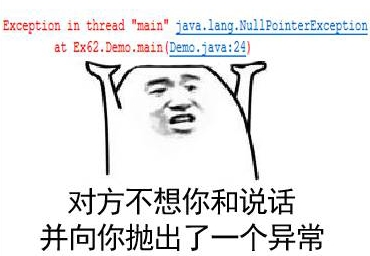 Exception in thread "main" java.lang.NullPointerException
at Ex62.Demo.main(Demo.java:24)
对方不想你和说话
并向你抛出了一个异常